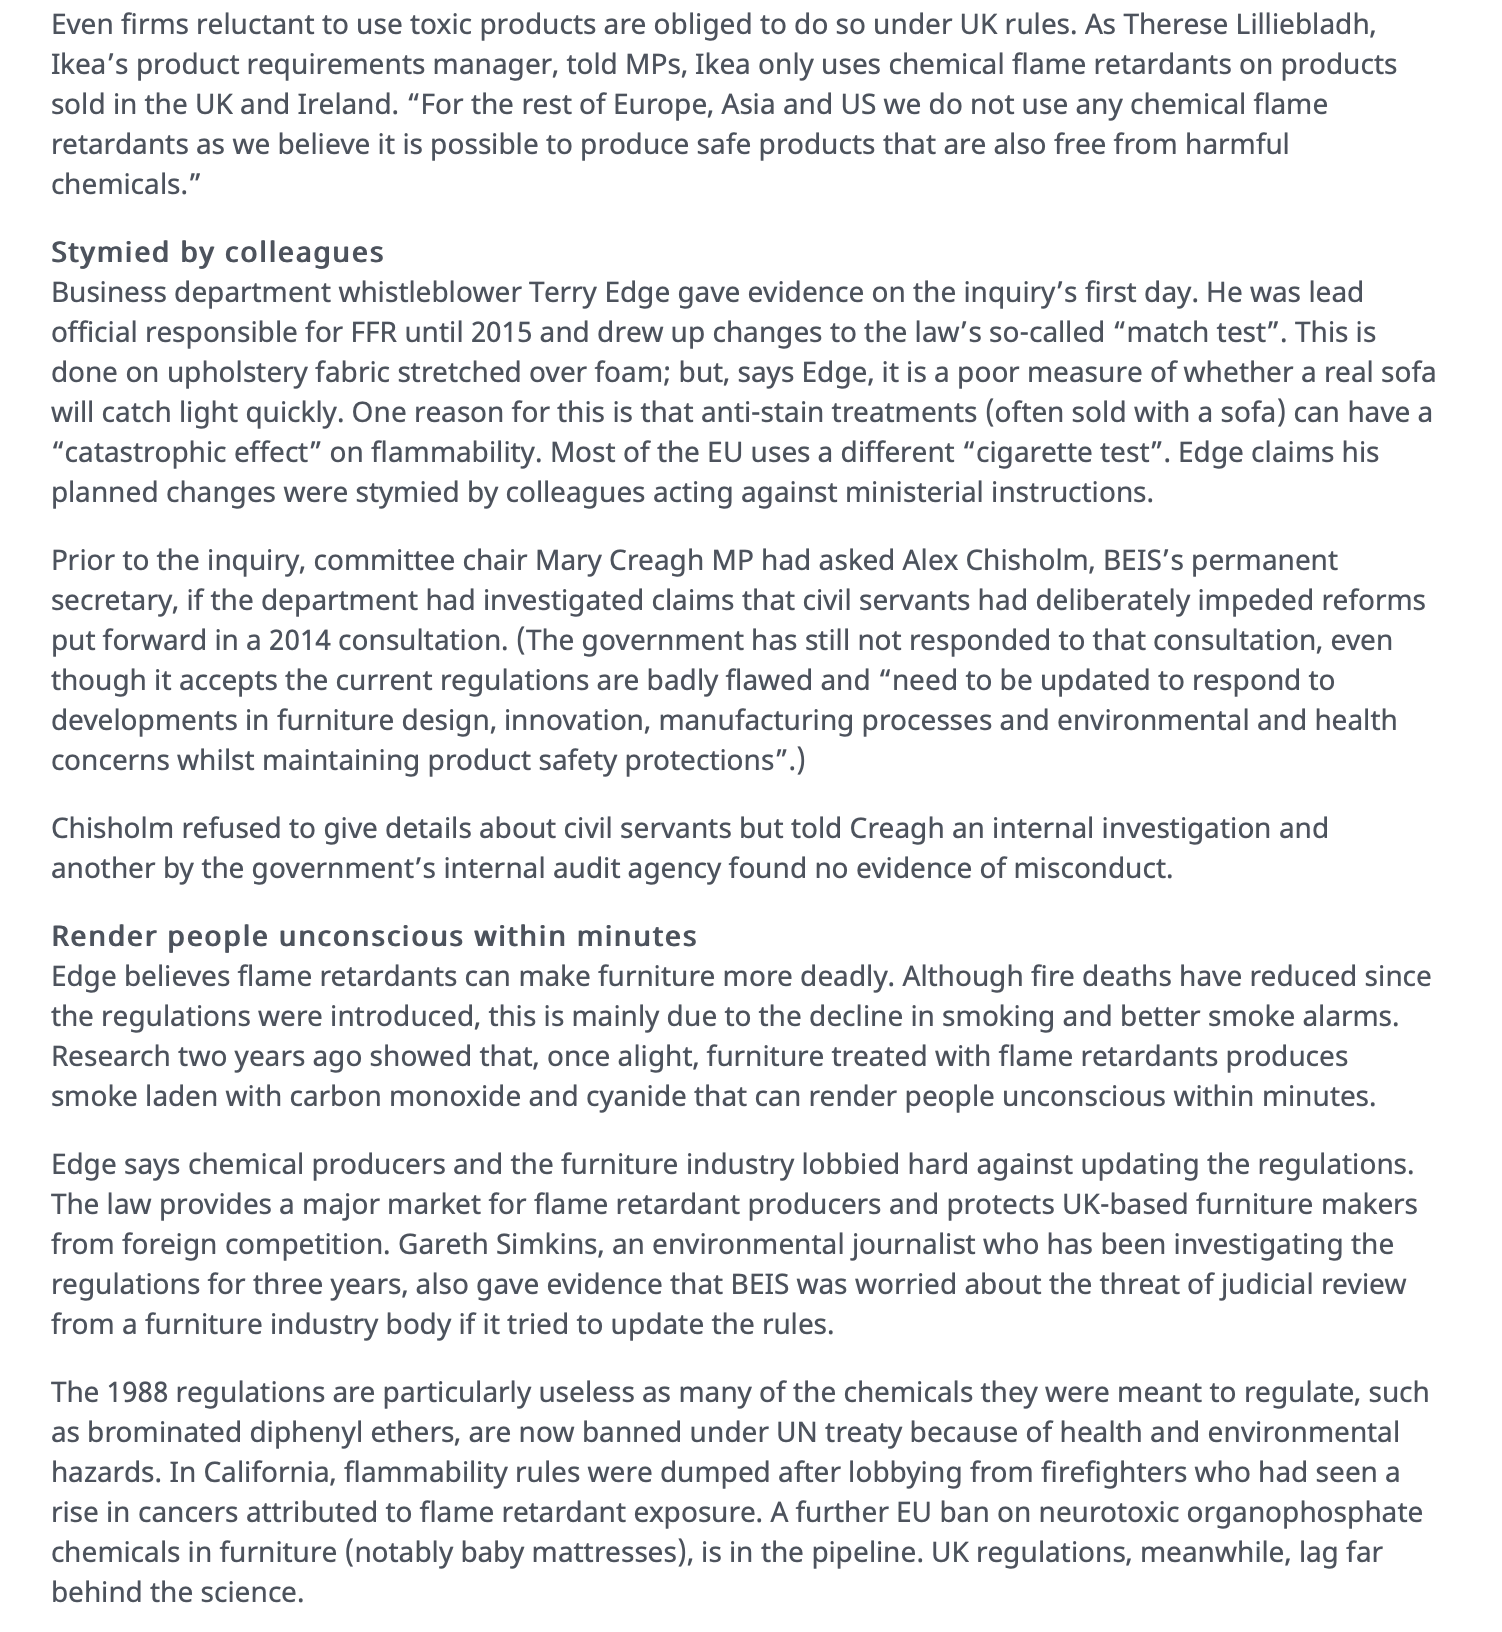 Even firms reluctant to use toxic products are obliged to do so under UK rules. As Therese Lilliebladh,
Ikea’s product requirements manager, told MPs, Ikea only uses chemical flame retardants on products
sold in the UK and Ireland. “For the rest of Europe, Asia and US we do not use any chemical flame
retardants as we believe it is possible to produce safe products that are also free from harmful
chemicals.”
Stymied by colleagues
Business department whistleblower Terry Edge gave evidence on the inquiry’s first day. He was lead
official responsible for FFR until 2015 and drew up changes to the law’s so-called “match test”. This is
done on upholstery fabric stretched over foam; but, says Edge, it is a poor measure of whether a real sofa
will catch light quickly. One reason for this is that anti-stain treatments (often sold with a sofa) can have a
“catastrophic effect” on flammability. Most of the EU uses a different “cigarette test”. Edge claims his
planned changes were stymied by colleagues acting against ministerial instructions.
Prior to the inquiry, committee chair Mary Creagh MP had asked Alex Chisholm, BEIS’s permanent
secretary, if the department had investigated claims that civil servants had deliberately impeded reforms
put forward in a 2014 consultation. (The government has still not responded to that consultation, even
though it accepts the current regulations are badly flawed and “need to be updated to respond to
developments in furniture design, innovation, manufacturing processes and environmental and health
concerns whilst maintaining product safety protections”.)
Chisholm refused to give details about civil servants but told Creagh an internal investigation and
another by the government’s internal audit agency found no evidence of misconduct.
Render people unconscious within minutes
Edge believes flame retardants can make furniture more deadly. Although fire deaths have reduced since
the regulations were introduced, this is mainly due to the decline in smoking and better smoke alarms.
Research two years ago showed that, once alight, furniture treated with flame retardants produces
smoke laden with carbon monoxide and cyanide that can render people unconscious within minutes.
Edge says chemical producers and the furniture industry lobbied hard against updating the regulations.
The law provides a major market for flame retardant producers and protects UK-based furniture makers
from foreign competition. Gareth Simkins, an environmental journalist who has been investigating the
regulations for three years, also gave evidence that BEIS was worried about the threat of judicial review
from a furniture industry body if it tried to update the rules.
The 1988 regulations are particularly useless as many of the chemicals they were meant to regulate, such
as brominated diphenyl ethers, are now banned under UN treaty because of health and environmental
hazards. In California, flammability rules were dumped after lobbying from firefighters who had seen a
rise in cancers attributed to flame retardant exposure. A further EU ban on neurotoxic organophosphate
chemicals in furniture (notably baby mattresses), is in the pipeline. UK regulations, meanwhile, lag far
behind the science.